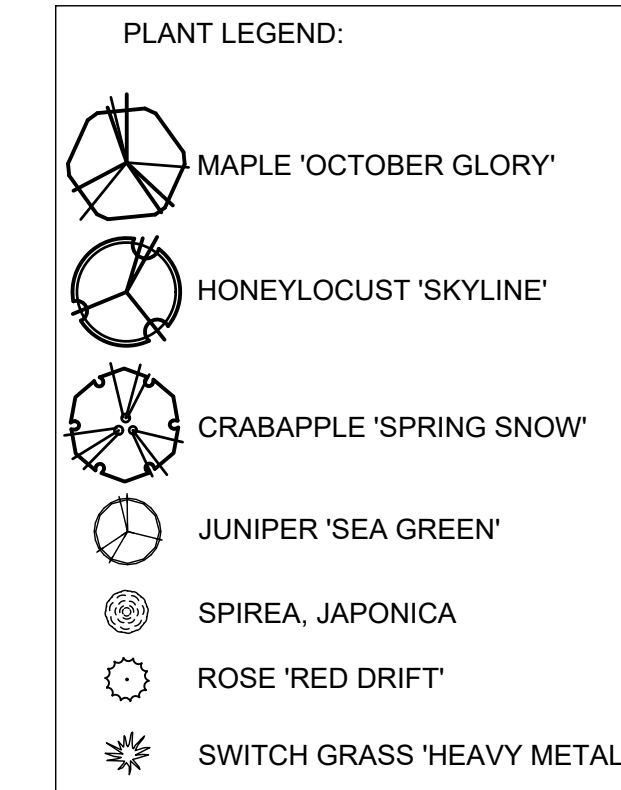 PLANT LEGEND:
MAPLE 'OCTOBER GLORY'
HONEYLOCUST 'SKYLINE'
CRABAPPLE 'SPRING SNOW'
JUNIPER 'SEA GREEN'
SPIREA, JAPONICA
ROSE 'RED DRIFT'
SWITCH GRASS 'HEAVY METAL